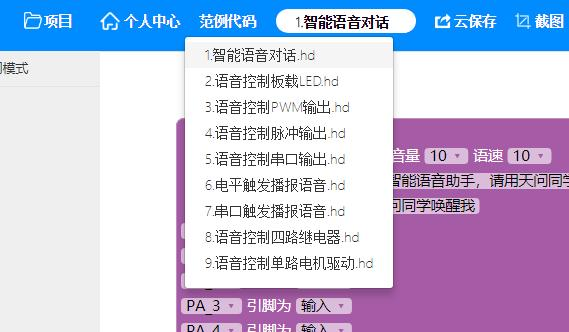 项目 个人中心 范例代码 1.智能语音对话 云保存 截图
模式
1.智能语音对话.hd
2.语音控制板载LED.hd
3.语音控制PWM输出.hd
4.语音控制脉冲输出.hd
5.语音控制串口输出.hd
6.电平触发播报语音.hd
7.串口触发播报语音.hd
8.语音控制四路继电器.hd
9.语音控制单路电机驱动.hd
音量 10 语速 10
智能语音助手，请用天问同学
问同学唤醒我
PA_3 引脚为 输入
PA_4 引脚为 输入